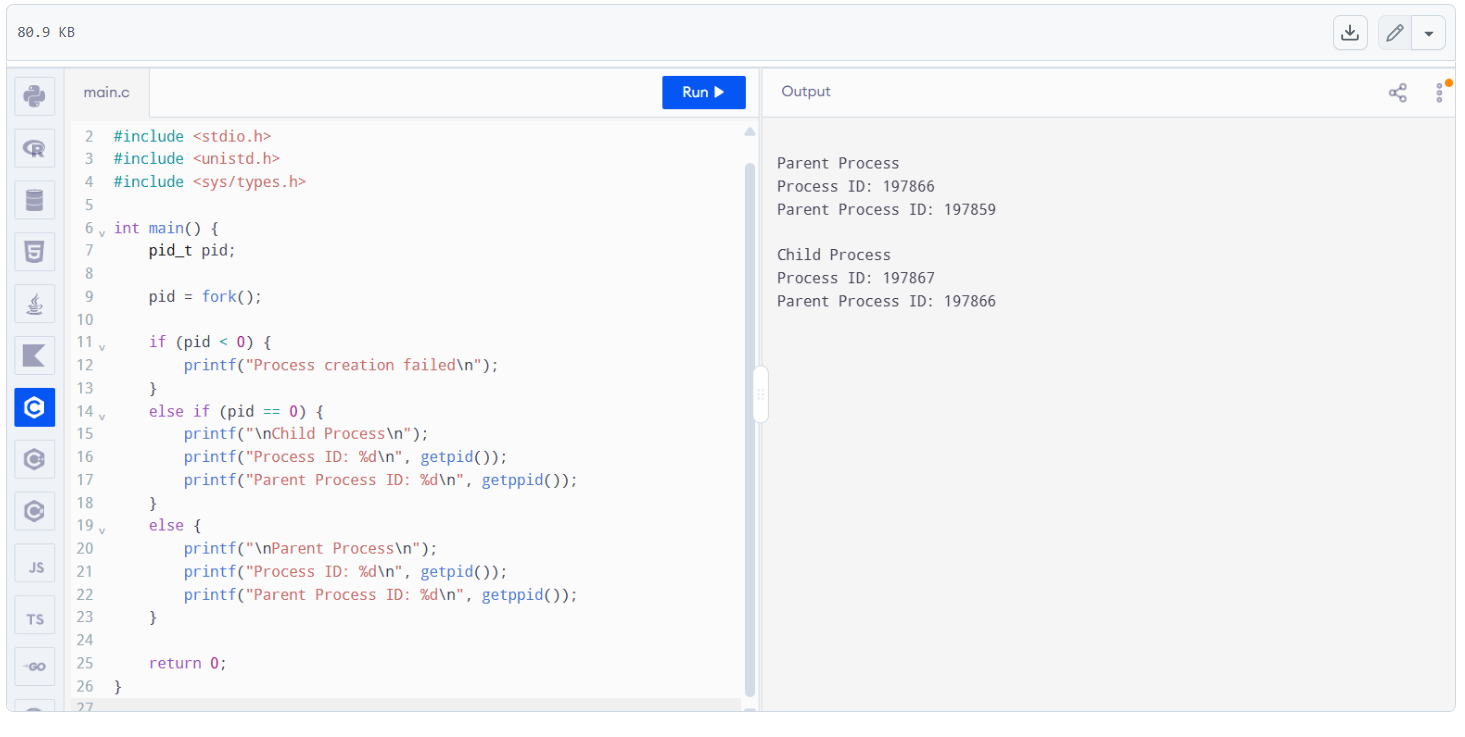 80.9 KB
main.c
Run
Output
2 #include <stdio.h>
3 #include <unistd.h>
4 #include <sys/types.h>
5
6 int main() {
7     pid_t pid;
8
9     pid = fork();
10
11     if (pid < 0) {
12         printf("Process creation failed\n");
13     }
14     else if (pid == 0) {
15         printf("\nChild Process\n");
16         printf("Process ID: %d\n", getpid());
17         printf("Parent Process ID: %d\n", getppid());
18     }
19     else {
20         printf("\nParent Process\n");
21         printf("Process ID: %d\n", getpid());
22         printf("Parent Process ID: %d\n", getppid());
23     }
24
25     return 0;
26 }
27
Parent Process
Process ID: 197866
Parent Process ID: 197859
Child Process
Process ID: 197867
Parent Process ID: 197866
R
5
C
C
C
JS
TS
GO